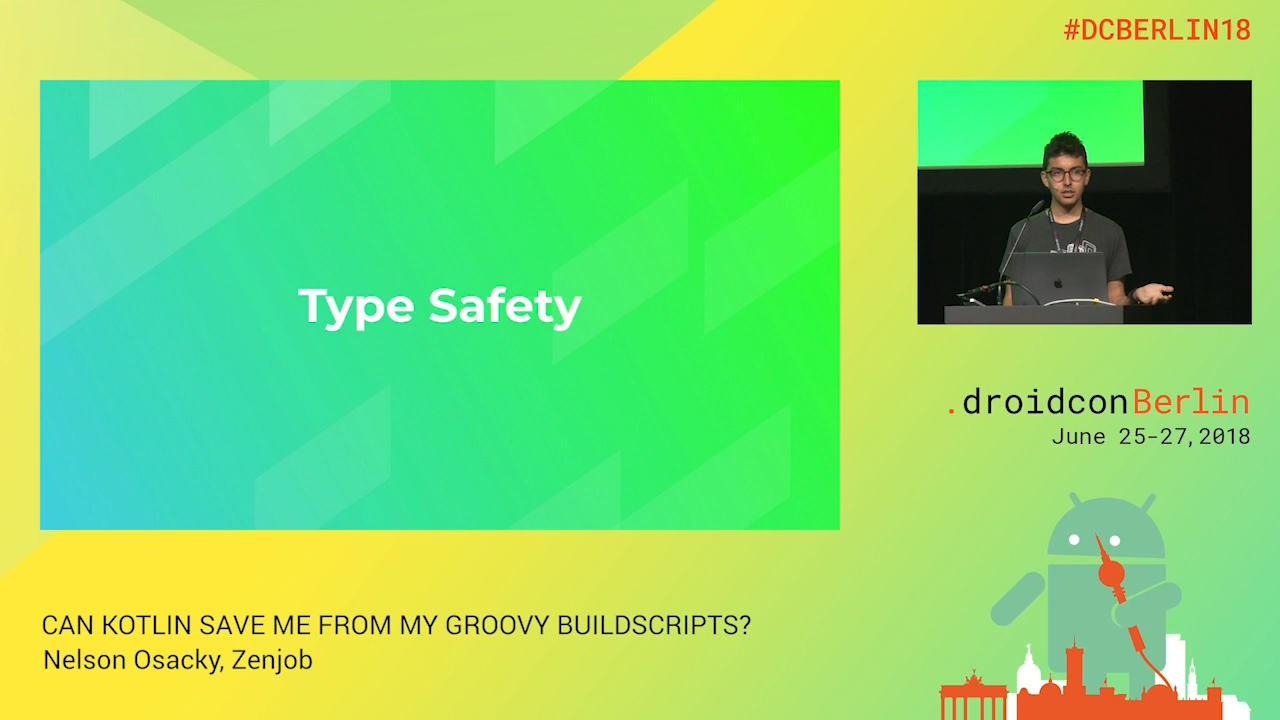 #DCBERLIN18
Type Safety
.droidconBerlin
June 25-27, 2018
CAN KOTLIN SAVE ME FROM MY GROOVY BUILDSCRIPTS?
Nelson Osacky, Zenjob